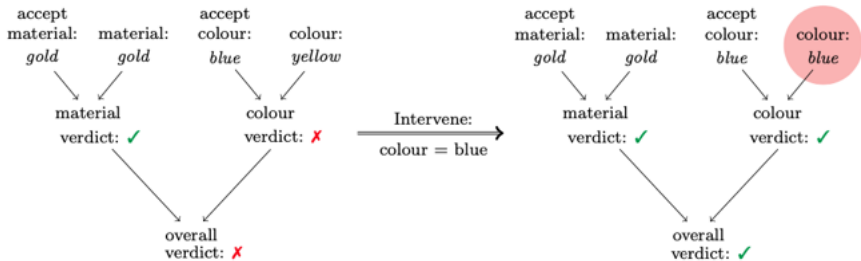 accept
material:
gold
material:
gold
accept
colour:
blue
colour:
yellow
material
verdict: ✓
colour
verdict: ✗
overall
verdict: ✗
Intervene:
colour = blue
accept
material:
gold
material:
gold
accept
colour:
blue
colour:
blue
material
verdict: ✓
colour
verdict: ✓
overall
verdict: ✓